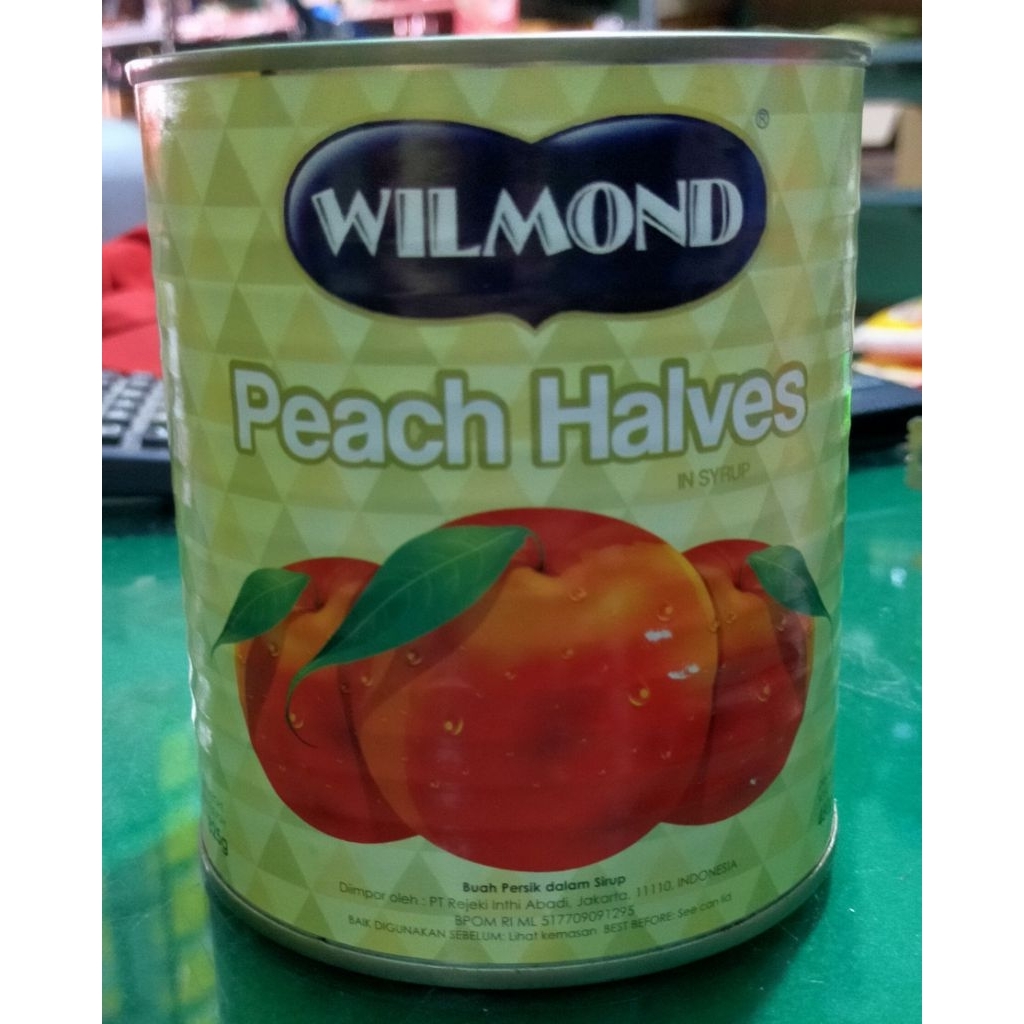 WILMOND
®
Peach Halves
IN SYRUP
Buah Persik dalam Sirup
Diimpor oleh : PT Rejeki Inthi Abadi, Jakarta. 11110, INDONESIA
BPOM RI ML 517709091295
BAIK DIGUNAKAN SEBELUM: Lihat kemasan BEST BEFORE: See can lid